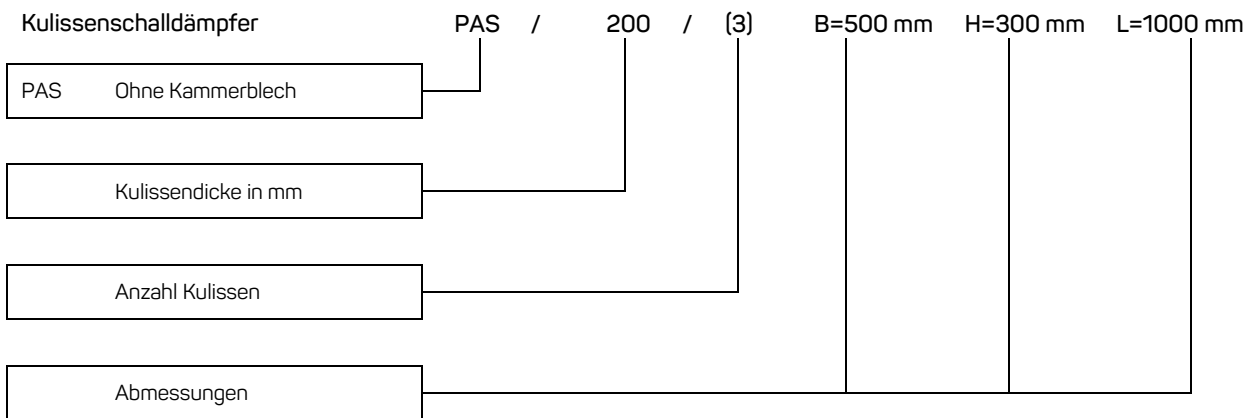 Kulissenschalldämpfer PAS / 200 / (3) B=500 mm H=300 mm L=1000 mm
PAS Ohne Kammerblech
Kulissendicke in mm
Anzahl Kulissen
Abmessungen